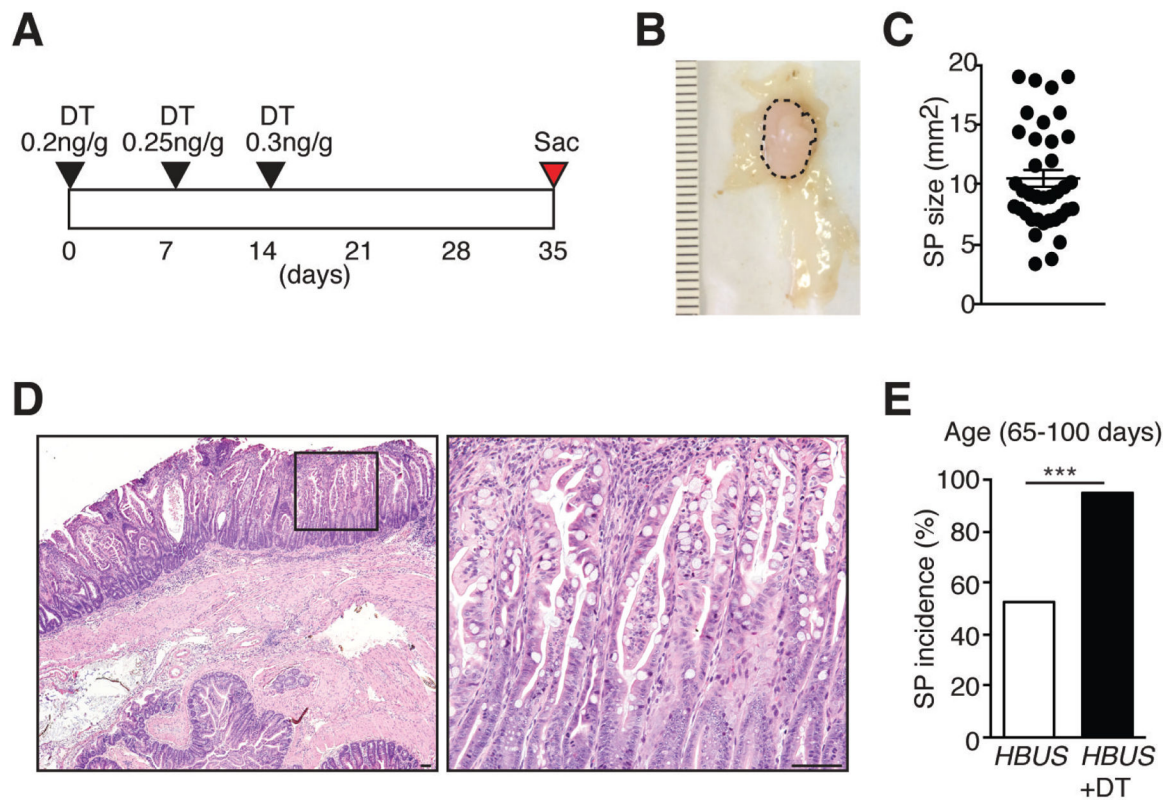 A
DT
0.2ng/g
DT
0.25ng/g
DT
0.3ng/g
Sac
0 7 14 21 28 35
(days)
B
C
SP size (mm2)
20
15
10
5
0
D
E
Age (65-100 days)
***
SP incidence (%)
100
80
60
40
20
0
HBUS
HBUS
+DT